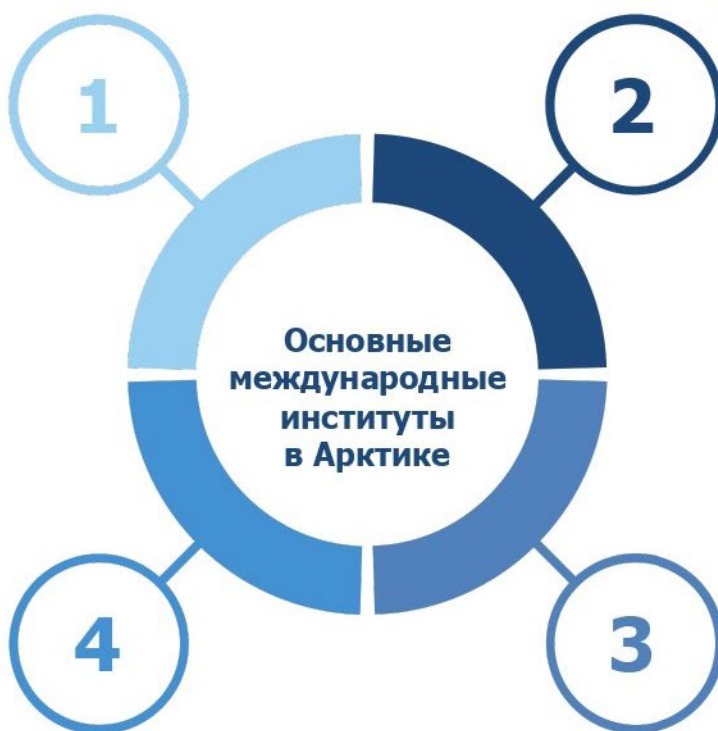 1
2
Основные
международные
институты
в Арктике
4
3